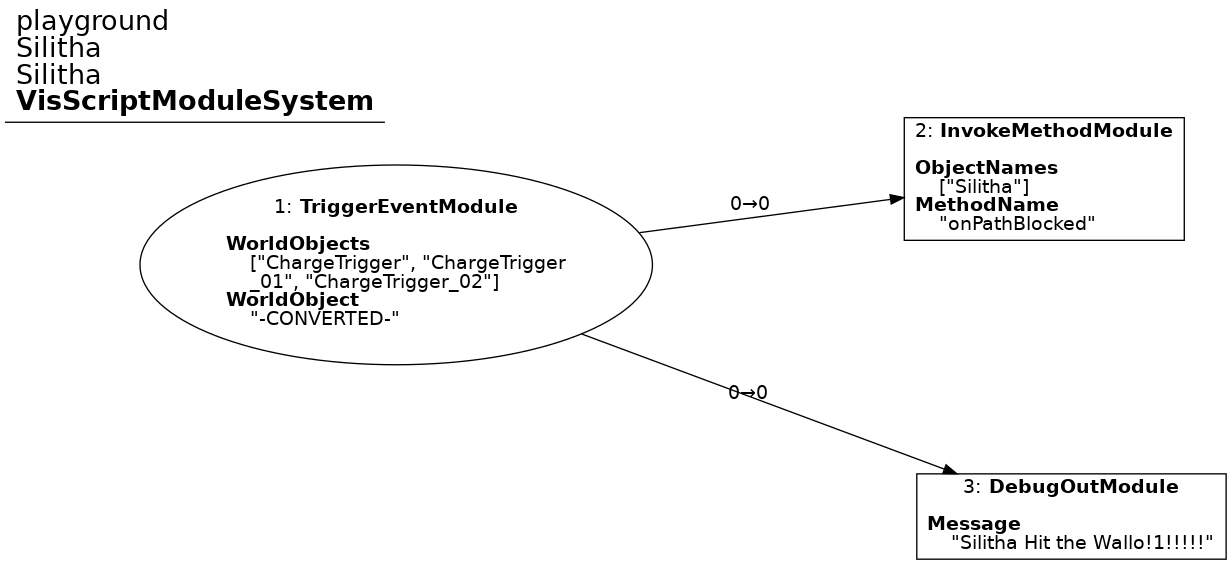 playground
Silitha
Silitha
VisScriptModuleSystem
1: TriggerEventModule
WorldObjects
["ChargeTrigger", "ChargeTrigger
_01", "ChargeTrigger_02"]
WorldObject
"-CONVERTED-"
0→0
2: InvokeMethodModule
ObjectNames
["Silitha"]
MethodName
"onPathBlocked"
0→0
3: DebugOutModule
Message
"Silitha Hit the Wallo!1!!!!!"